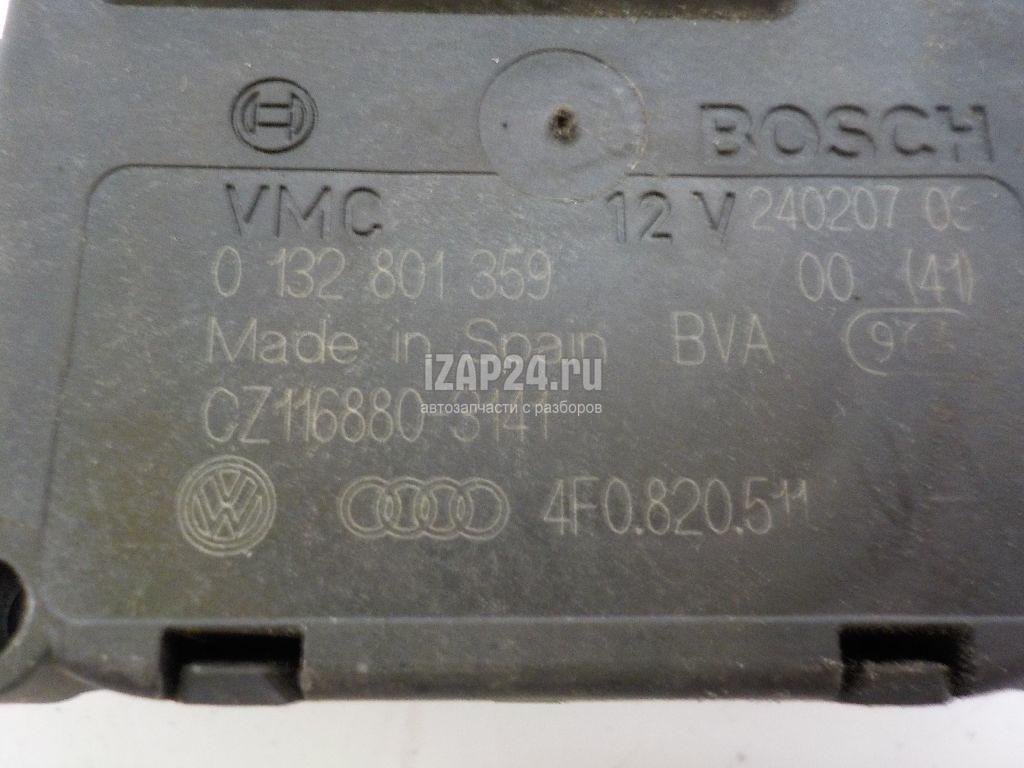 BOSCH
VMC 12 V 240207
0 132 801 359 00 (41)
Made in Spain BVA
iZAP24.ru
автозапчасти с разборов
CZ116880-3141
VW 4F0.820.511